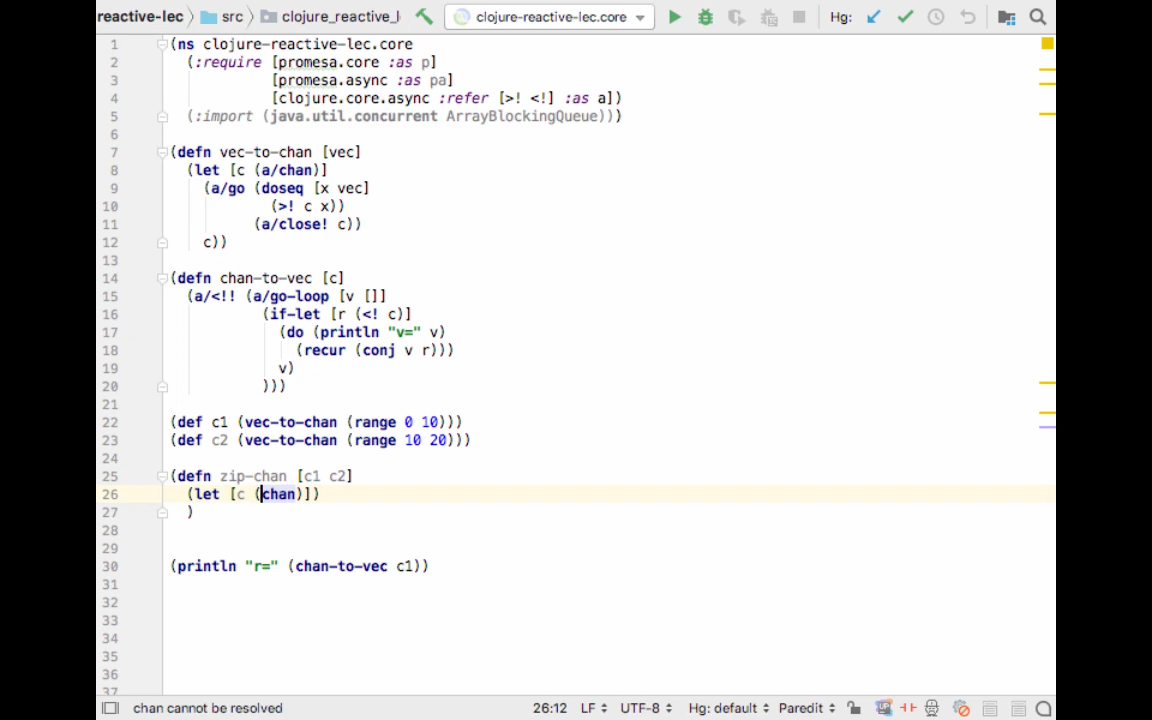 reactive-lec src clojure_reactive_l clojure-reactive-lec.core Hg:
1 (ns clojure-reactive-lec.core
2 (:require [promesa.core :as p]
3 [promesa.async :as pa]
4 [clojure.core.async :refer [>! <!] :as a])
5 (:import (java.util.concurrent ArrayBlockingQueue)))
6
7 (defn vec-to-chan [vec]
8 (let [c (a/chan)]
9 (a/go (doseq [x vec]
10 (>! c x))
11 (a/close! c))
12 c))
13
14 (defn chan-to-vec [c]
15 (a/<!! (a/go-loop [v []]
16 (if-let [r (<! c)]
17 (do (println "v=" v)
18 (recur (conj v r)))
19 v)
20 )))
21
22 (def c1 (vec-to-chan (range 0 10)))
23 (def c2 (vec-to-chan (range 10 20)))
24
25 (defn zip-chan [c1 c2]
26 (let [c (chan)])
27 )
28
29
30 (println "r=" (chan-to-vec c1))
31
32
33
34
35
36
37
chan cannot be resolved 26:12 LF UTF-8 Hg: default Paredit